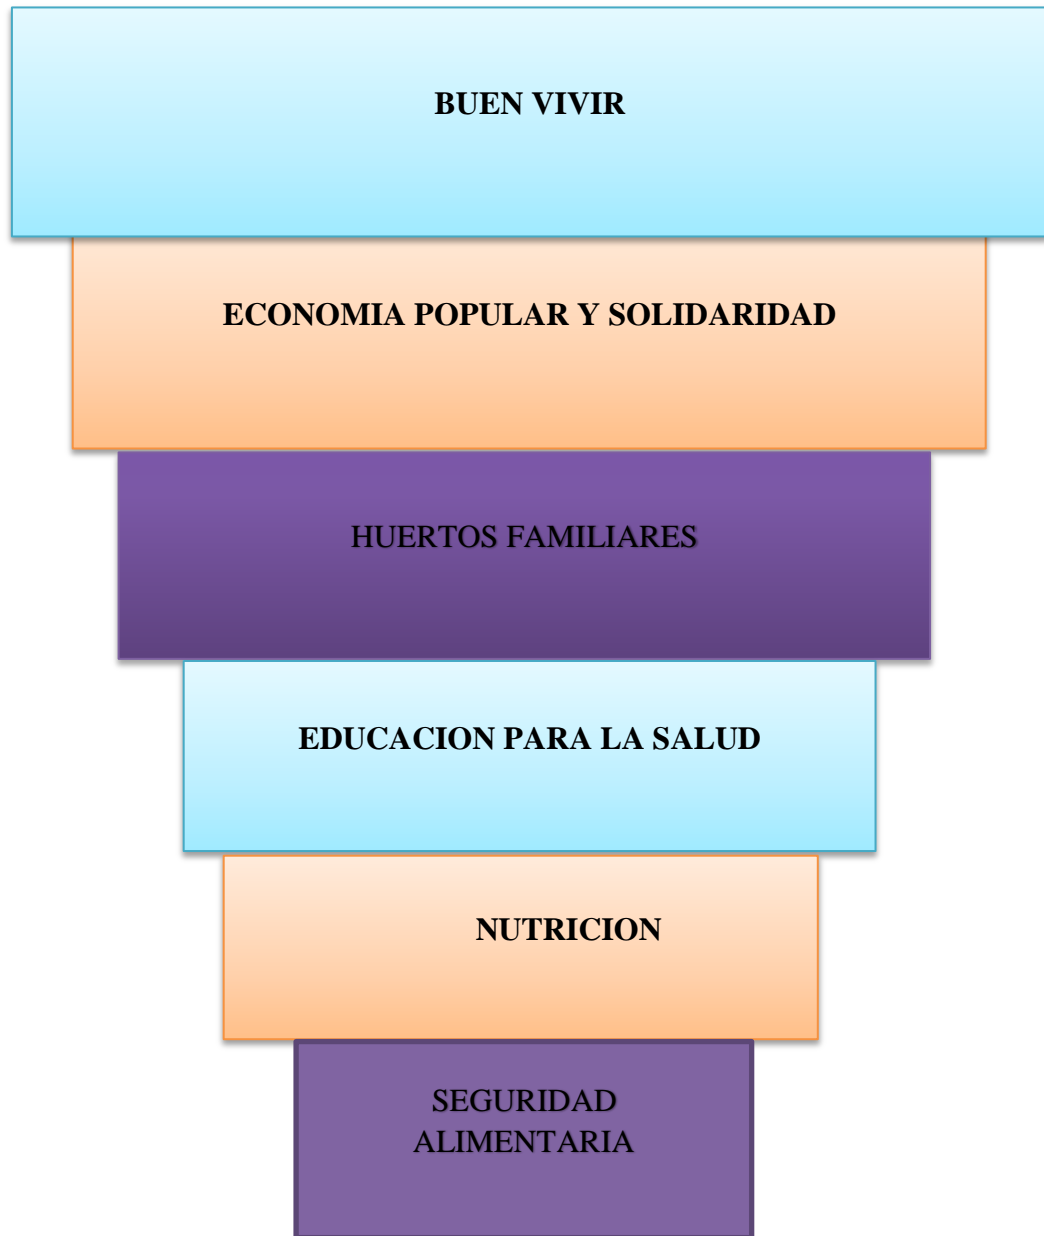 BUEN VIVIR
ECONOMIA POPULAR Y SOLIDARIDAD
HUERTOS FAMILIARES
EDUCACION PARA LA SALUD
NUTRICION
SEGURIDAD
ALIMENTARIA